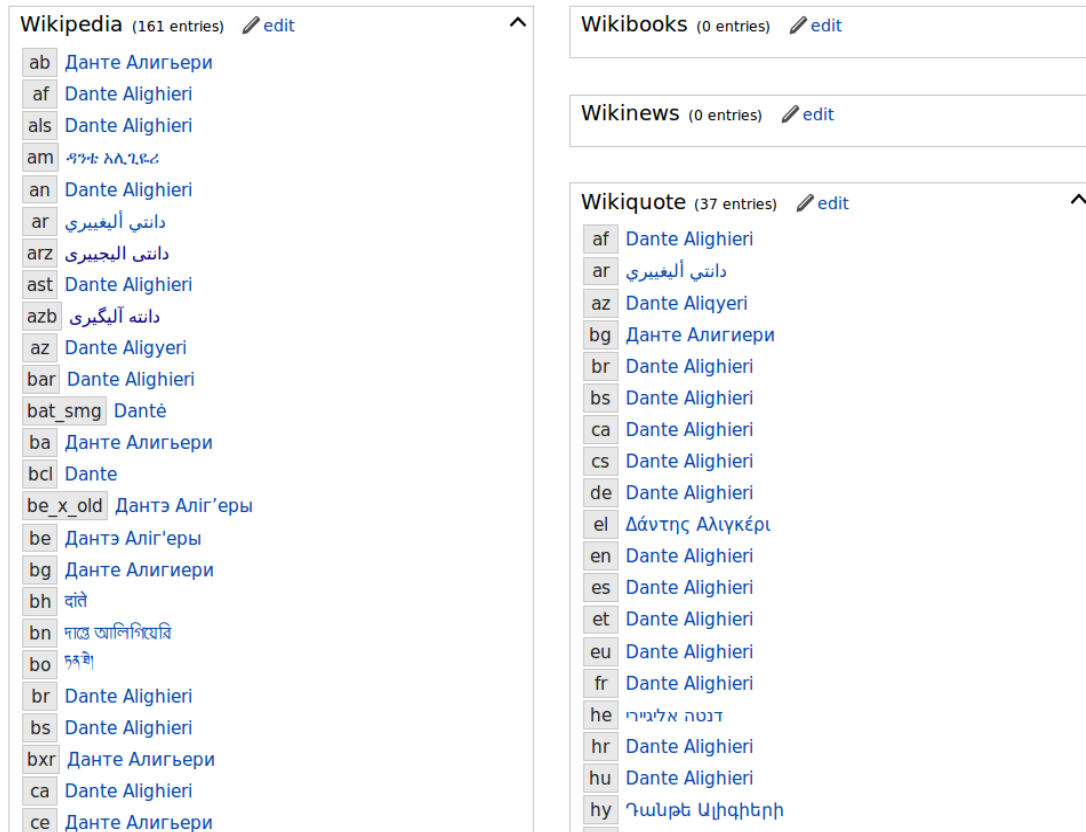 Wikipedia (161 entries) edit
ab Данте Алигьери
af Dante Alighieri
als Dante Alighieri
am ዳንቴ አሊጊዬሪ
an Dante Alighieri
ar دانتي أليغييري
arz دانتى اليجييرى
ast Dante Alighieri
azb دانته آلیگیری
az Dante Aligyeri
bar Dante Alighieri
bat_smg Dantė
ba Данте Алигьери
bcl Dante
be_x_old Дантэ Аліг’еры
be Дантэ Аліг'еры
bg Данте Алигиери
bh दांते
bn দান্তে আলিগিয়েরি
bo ཏན་ཐེ།
br Dante Alighieri
bs Dante Alighieri
bxr Данте Алигьери
ca Dante Alighieri
ce Данте Алигьери
Wikibooks (0 entries) edit
Wikinews (0 entries) edit
Wikiquote (37 entries) edit
af Dante Alighieri
ar دانتي أليغييري
az Dante Aliqyeri
bg Данте Алигиери
br Dante Alighieri
bs Dante Alighieri
ca Dante Alighieri
cs Dante Alighieri
de Dante Alighieri
el Δάντης Αλιγκέρι
en Dante Alighieri
es Dante Alighieri
et Dante Alighieri
eu Dante Alighieri
fr Dante Alighieri
he דנטה אליגיירי
hr Dante Alighieri
hu Dante Alighieri
hy Դանթե Ալիգիերի